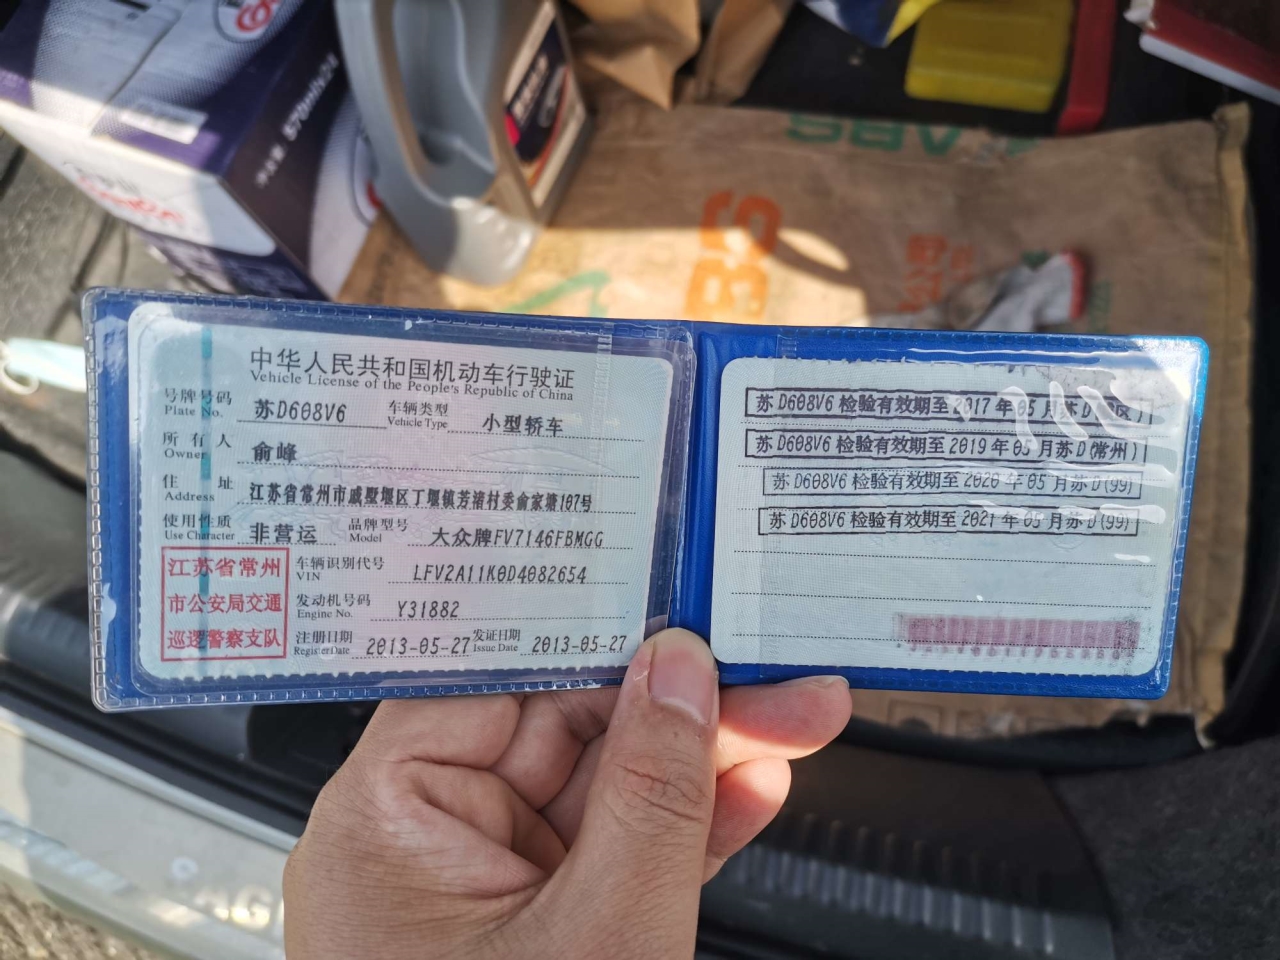 570ml×24
ABS
中华人民共和国机动车行驶证
Vehicle License of the People's Republic of China
号牌号码 苏D608V6 车辆类型 小型轿车
Plate No. Vehicle Type
所有人 俞峰
Owner
住址 江苏省常州市戚墅堰区丁堰镇芳渚村委俞家塘107号
Address
使用性质 非营运 品牌型号 大众牌FV7146FBMGG
Use Character Model
江苏省常州
市公安局交通
巡逻警察支队
车辆识别代号 LFV2A11K0D4082654
VIN
发动机号码 Y31882
Engine No.
注册日期 2013-05-27 发证日期 2013-05-27
Register Date Issue Date
苏D608V6 检验有效期至 2017 年 05 月 苏D
苏D608V6 检验有效期至 2019 年 05 月 苏D(常州)
苏D608V6 检验有效期至 2020 年 05 月 苏D(99)
苏D608V6 检验有效期至 2021 年 05 月 苏D(99)